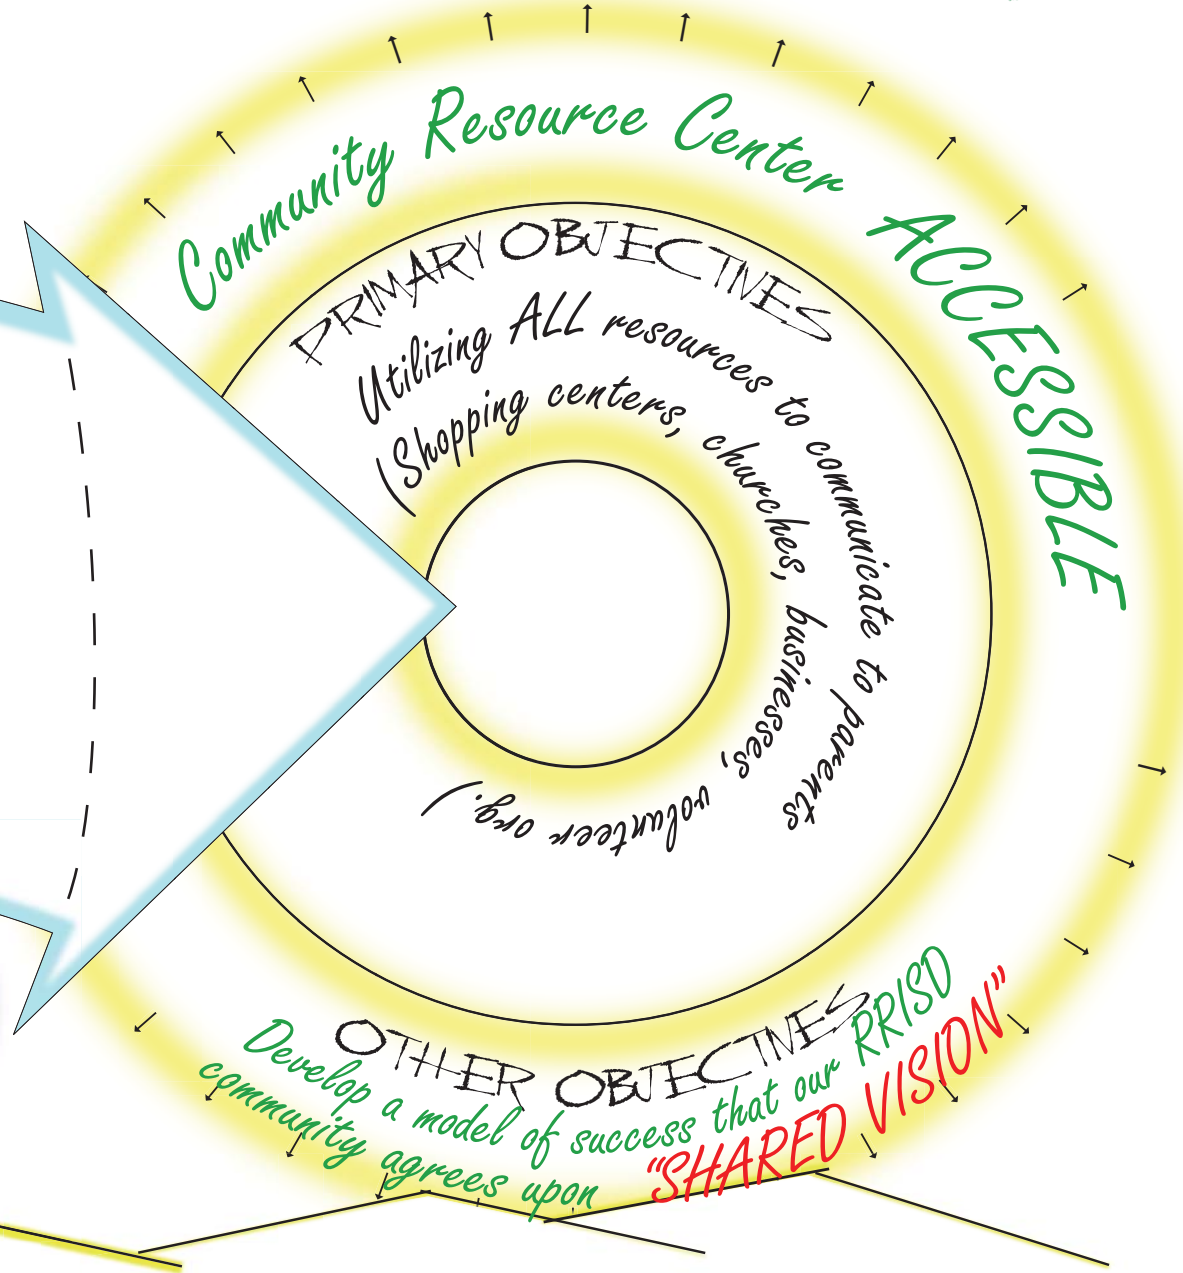 Community Resource Center ACCESSIBLE
PRIMARY OBJECTIVES
Utilizing ALL resources to communicate to parents
(Shopping centers, churches, businesses, volunteer org.)
OTHER OBJECTIVES
Develop a model of success that our RRISD
community agrees upon "SHARED VISION"